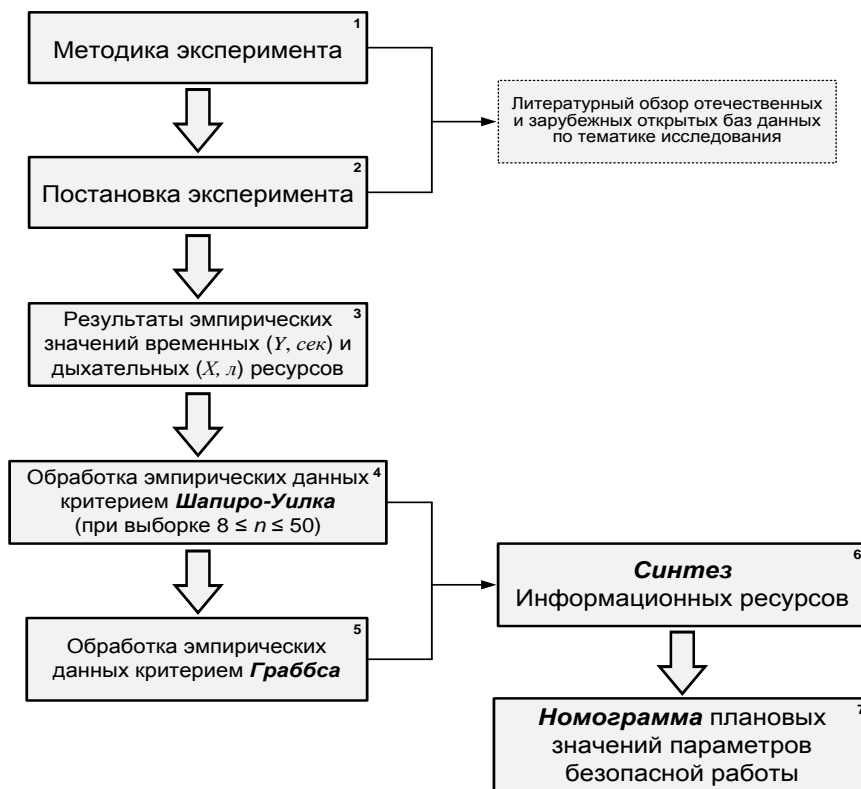 1
Методика эксперимента
Литературный обзор отечественных
и зарубежных открытых баз данных
по тематике исследования
2
Постановка эксперимента
3
Результаты эмпирических
значений временных (Y, сек) и
дыхательных (X, л) ресурсов
4
Обработка эмпирических данных
критерием Шапиро-Уилка
(при выборке 8 ≤ n ≤ 50)
5
Обработка эмпирических
данных критерием Граббса
6
Синтез
Информационных ресурсов
7
Номограмма плановых
значений параметров
безопасной работы